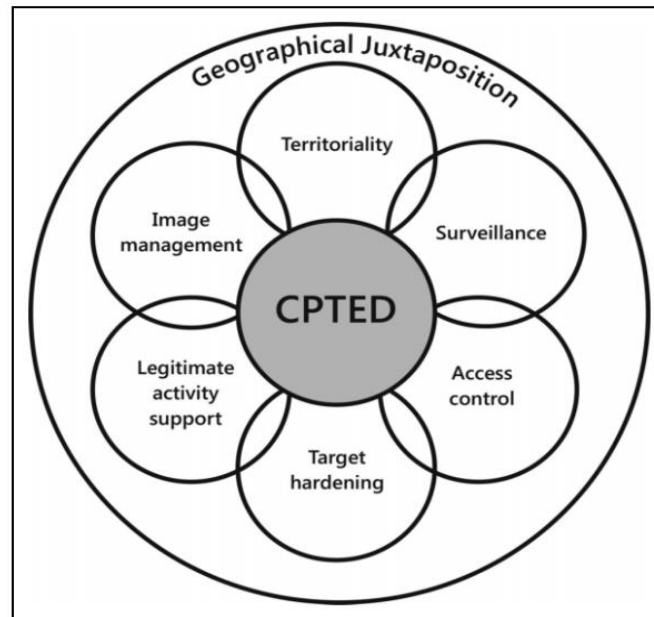 Geographical Juxtaposition
Territoriality
Image
management
Surveillance
CPTED
Legitimate
activity
support
Access
control
Target
hardening